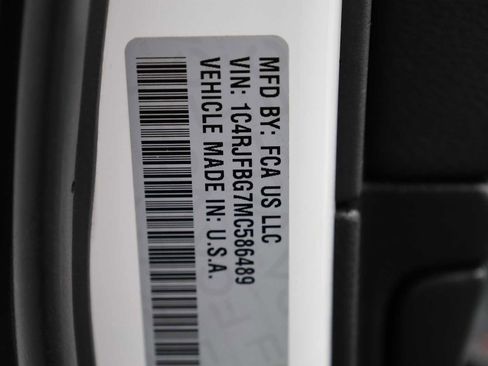 MFD BY: FCA US LLC
VIN: 1C4RJFBG7MC586489
VEHICLE MADE IN: U.S.A.